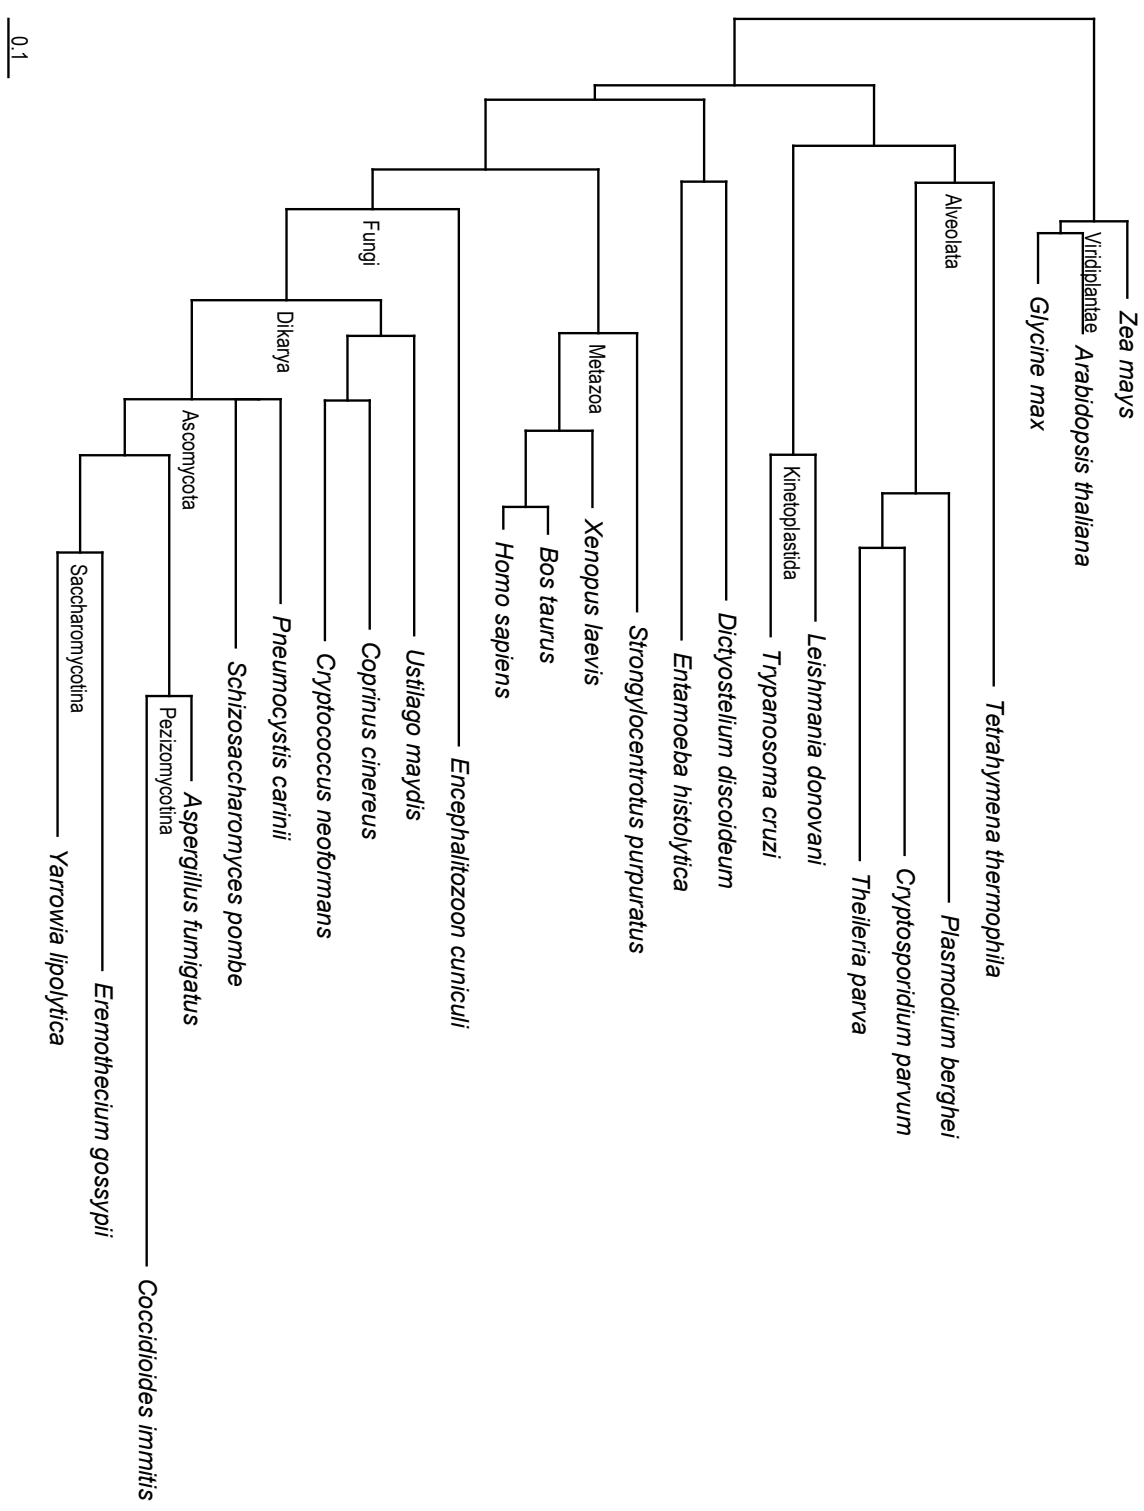 0.1
Zea mays
Viridiplantae
Arabidopsis thaliana
Glycine max
Tetrahymena thermophila
Alveolata
Plasmodium berghei
Cryptosporidium parvum
Theileria parva
Leishmania donovani
Kinetoplastida
Trypanosoma cruzi
Dictyostelium discoideum
Entamoeba histolytica
Strongylocentrotus purpuratus
Metazoa
Xenopus laevis
Bos taurus
Homo sapiens
Encephalitozoon cuniculi
Fungi
Ustilago maydis
Coprinus cinereus
Cryptococcus neoformans
Dikarya
Pneumocystis carinii
Schizosaccharomyces pombe
Ascomycota
Aspergillus fumigatus
Pezizomycotina
Coccidioides immitis
Eremothecium gossypii
Saccharomycotina
Yarrowia lipolytica